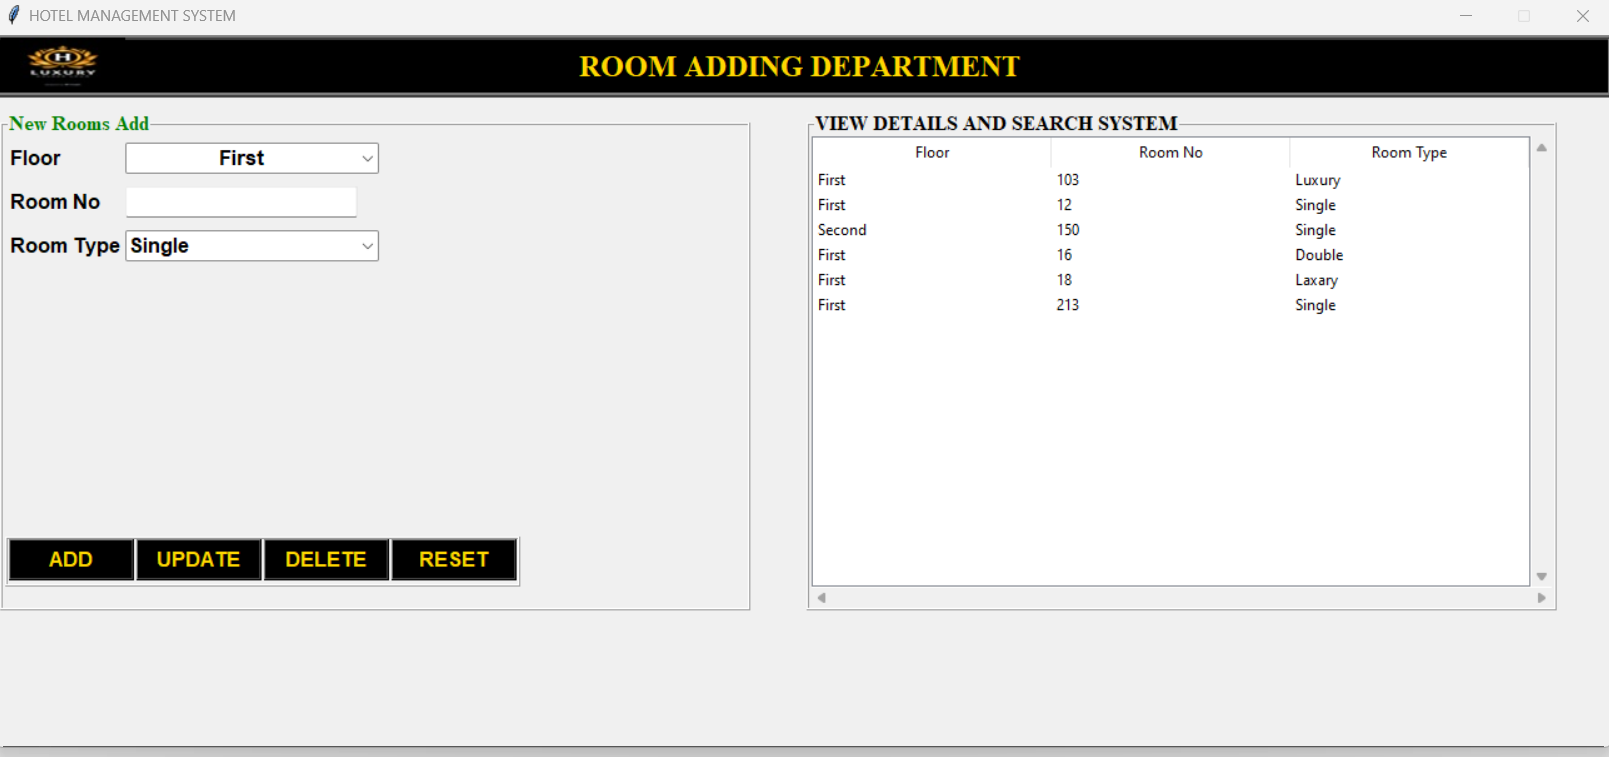 HOTEL MANAGEMENT SYSTEM
H
LUXURY
ROOM ADDING DEPARTMENT
New Rooms Add
Floor First
Room No
Room Type Single
ADD UPDATE DELETE RESET
VIEW DETAILS AND SEARCH SYSTEM
Floor Room No Room Type
First 103 Luxury
First 12 Single
Second 150 Single
First 16 Double
First 18 Laxary
First 213 Single